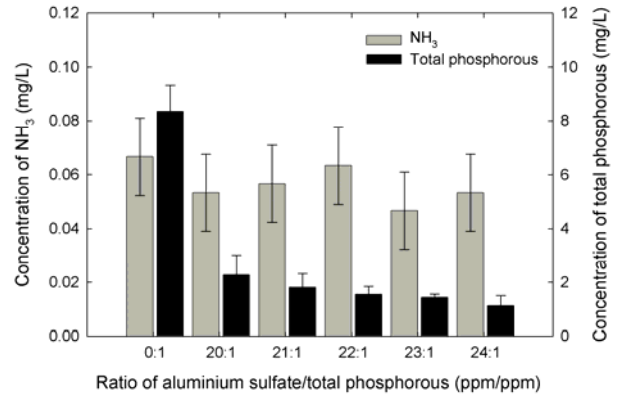 0.12
0.10
0.08
0.06
0.04
0.02
0.00
Concentration of NH₃ (mg/L)
NH₃
Total phosphorous
12
10
8
6
4
2
0
Concentration of total phosphorous (mg/L)
0:1 20:1 21:1 22:1 23:1 24:1
Ratio of aluminium sulfate/total phosphorous (ppm/ppm)